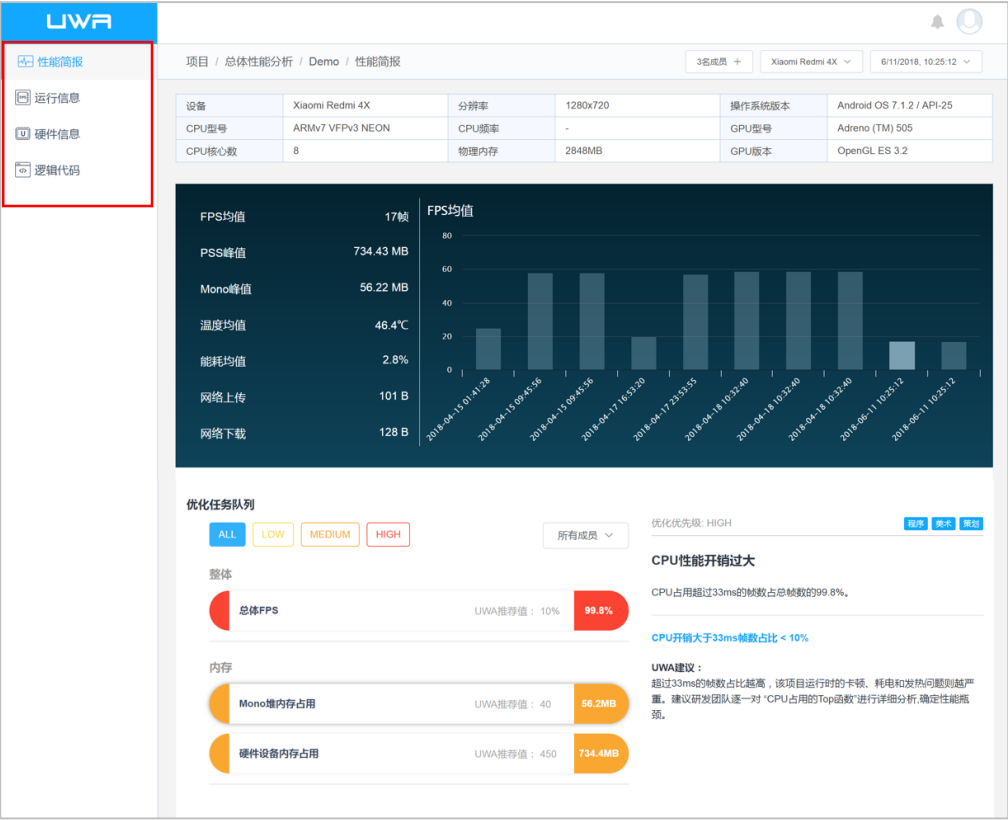 UWA
性能简报
运行信息
硬件信息
逻辑代码
项目 / 总体性能分析 / Demo / 性能简报
3名成员 +
Xiaomi Redmi 4X
6/11/2018, 10:25:12
设备 Xiaomi Redmi 4X 分辨率 1280x720 操作系统版本 Android OS 7.1.2 / API-25
CPU型号 ARMv7 VFPv3 NEON CPU频率 - GPU型号 Adreno (TM) 505
CPU核心数 8 物理内存 2848MB GPU版本 OpenGL ES 3.2
FPS均值 17帧
PSS峰值 734.43 MB
Mono峰值 56.22 MB
温度均值 46.4℃
能耗均值 2.8%
网络上传 101 B
网络下载 128 B
FPS均值
80
60
40
20
0
2018-04-15 01:41:28
2018-04-15 09:45:56
2018-04-15 09:45:56
2018-04-17 16:53:20
2018-04-17 23:53:55
2018-04-18 10:32:40
2018-04-18 10:32:40
2018-04-18 10:32:40
2018-06-11 10:25:12
2018-06-11 10:25:12
优化任务队列
ALL LOW MEDIUM HIGH 所有成员
整体
总体FPS UWA推荐值： 10% 99.8%
内存
Mono堆内存占用 UWA推荐值： 40 56.2MB
硬件设备内存占用 UWA推荐值： 450 734.4MB
优化优先级: HIGH 程序 美术 策划
CPU性能开销过大
CPU占用超过33ms的帧数占总帧数的99.8%。
CPU开销大于33ms帧数占比 < 10%
UWA建议：
超过33ms的帧数占比越高，该项目运行时的卡顿、耗电和发热问题则越严
重。建议研发团队逐一对 “CPU占用的Top函数”进行详细分析,确定性能瓶
颈。